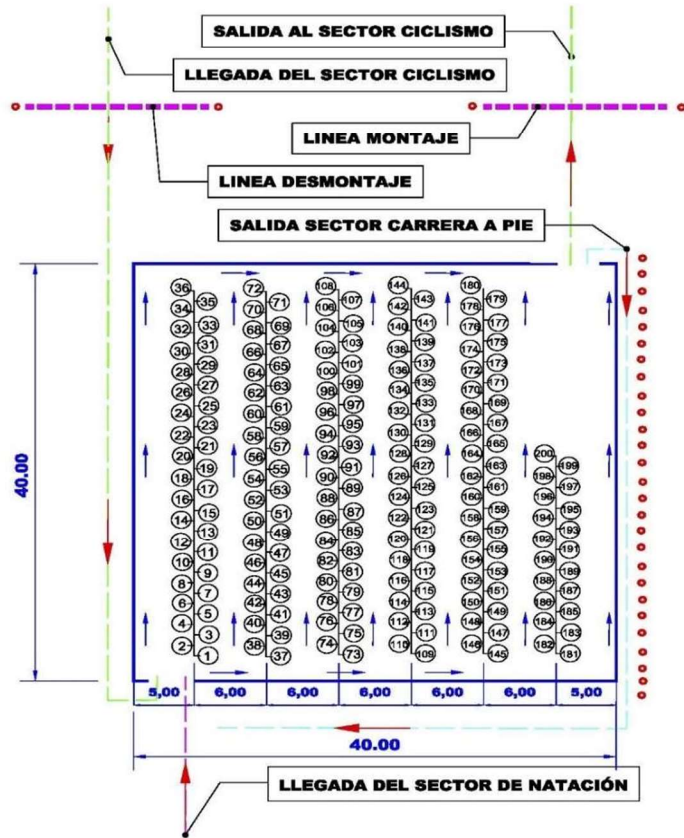 SALIDA AL SECTOR CICLISMO
LLEGADA DEL SECTOR CICLISMO
LINEA MONTAJE
LINEA DESMONTAJE
SALIDA SECTOR CARRERA A PIE
36 35 72 71 108 107 144 143 180 179
34 33 70 69 106 105 142 141 178 177
32 31 68 67 104 103 140 139 176 175
30 29 66 65 102 101 138 137 174 173
28 27 64 63 100 99 136 135 172 171
26 25 62 61 98 97 134 133 170 169
24 23 60 59 96 95 132 131 168 167
22 21 58 57 94 93 130 129 166 165
20 19 56 55 92 91 128 127 164 163 200 199
18 17 54 53 90 89 126 125 162 161 198 197
16 15 52 51 88 87 124 123 160 159 196 195
14 13 50 49 86 85 122 121 158 157 194 193
12 11 48 47 84 83 120 119 156 155 192 191
10 9 46 45 82 81 118 117 154 153 190 189
8 7 44 43 80 79 116 115 152 151 188 187
6 5 42 41 78 77 114 113 150 149 186 185
4 3 40 39 76 75 112 111 148 147 184 183
2 1 38 37 74 73 110 109 146 145 182 181
40.00
5,00 6,00 6,00 6,00 6,00 6,00 5,00
40.00
LLEGADA DEL SECTOR DE NATACIÓN